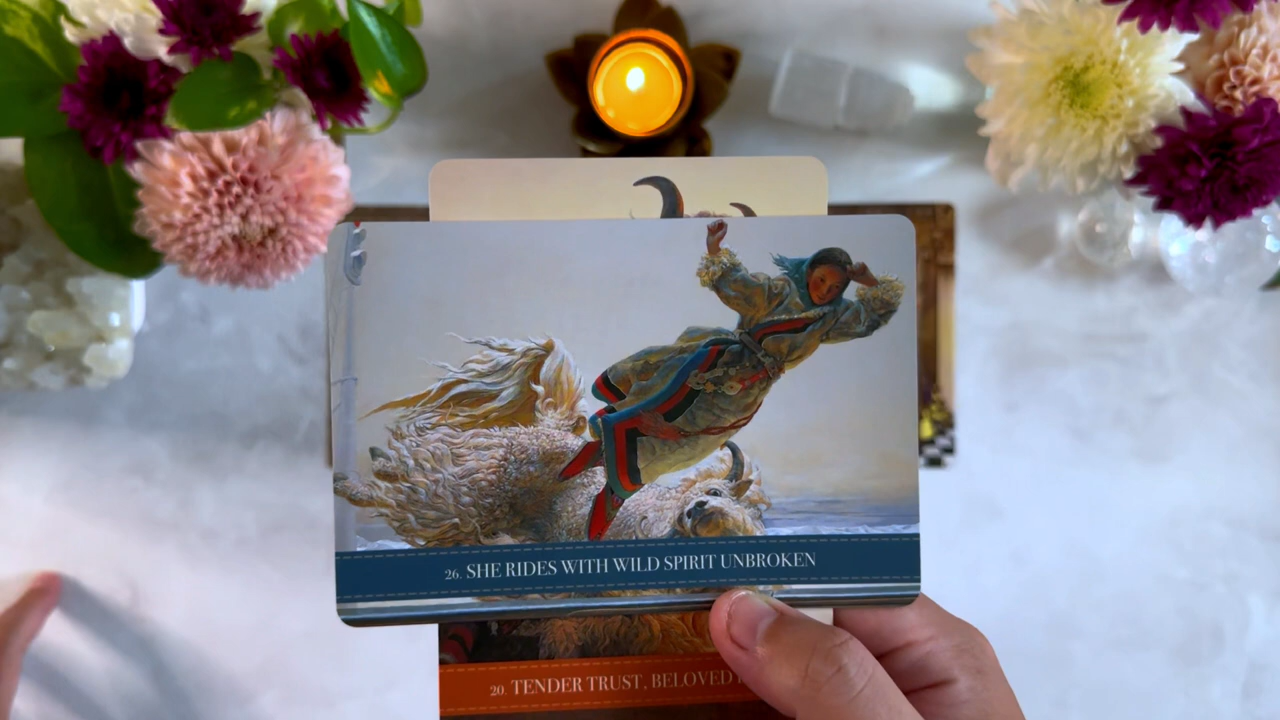 26. SHE RIDES WITH WILD SPIRIT UNBROKEN
20. TENDER TRUST, BELOVED